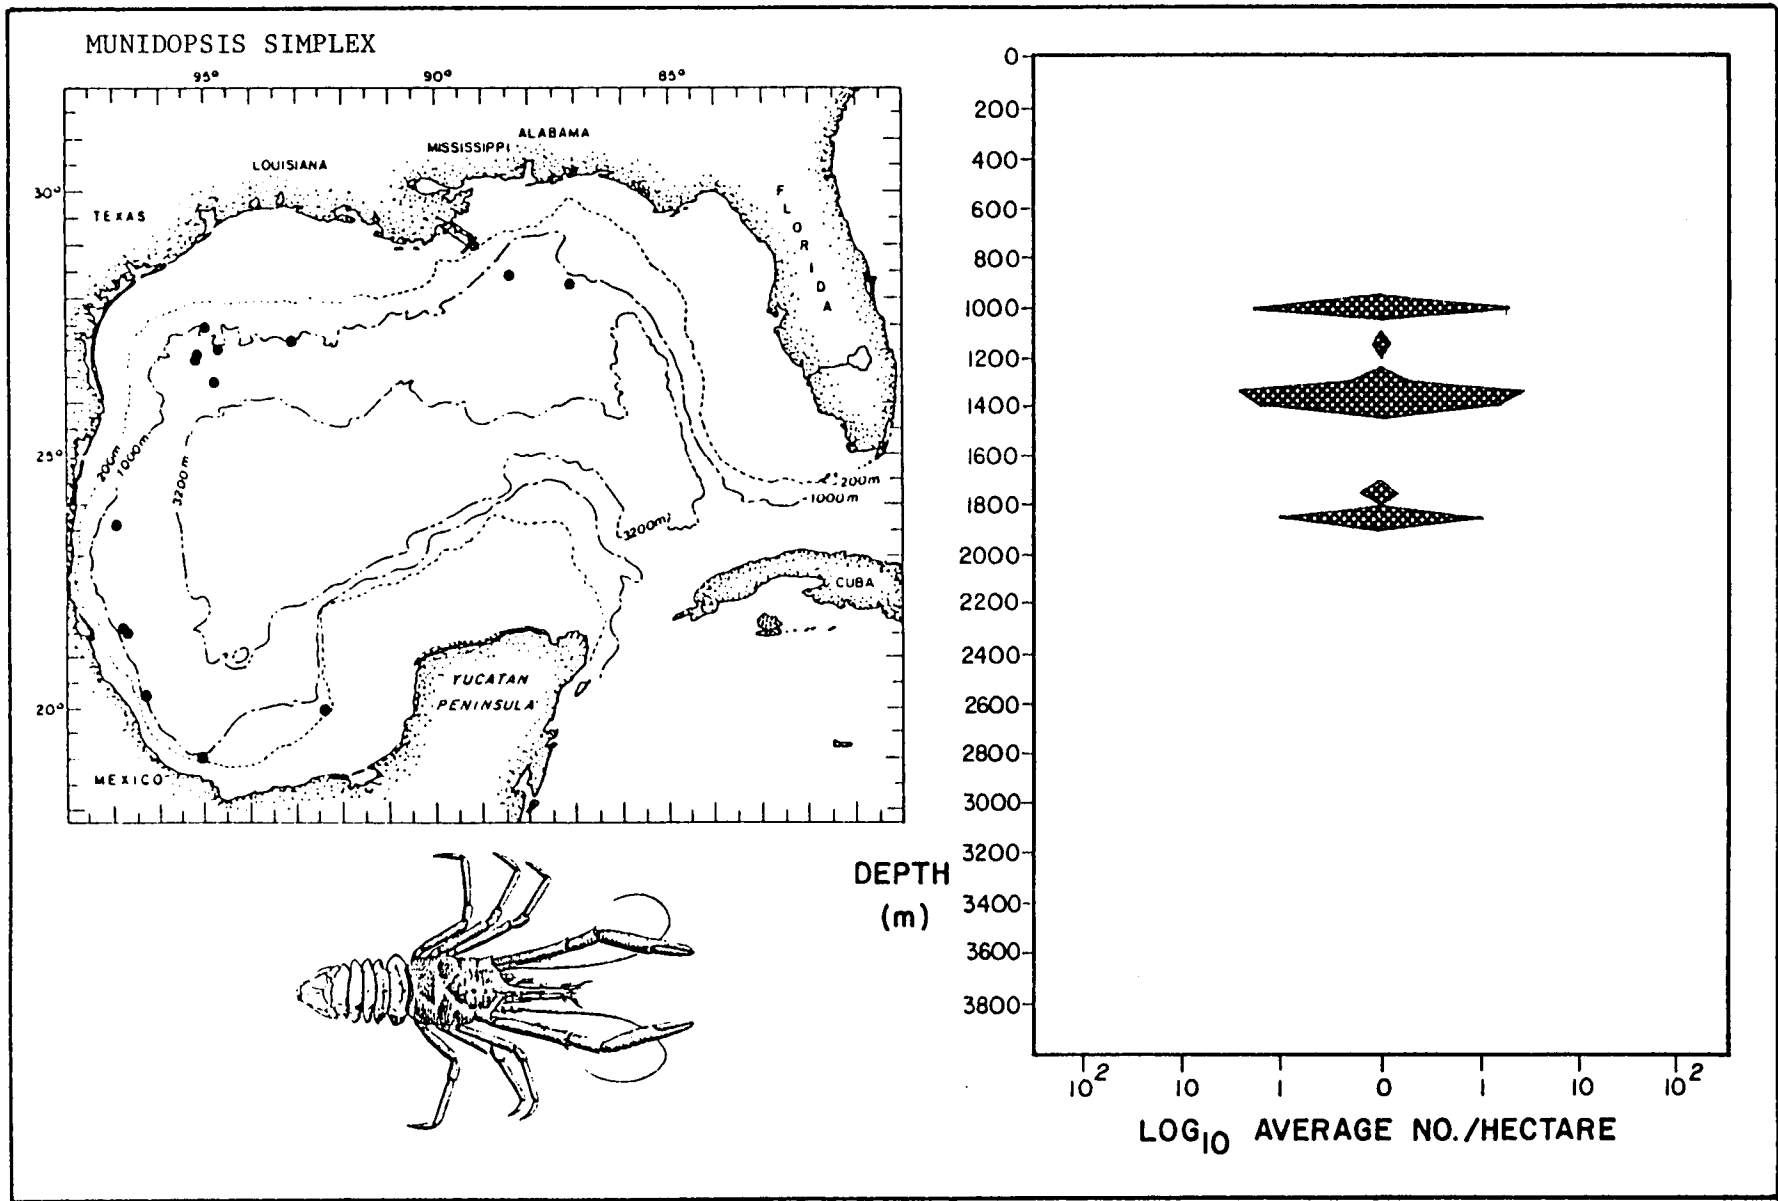 MUNIDOPSIS SIMPLEX
95° 90° 85°
ALABAMA
MISSISSIPPI
LOUISIANA
30°
TEXAS
FLORIDA
25°
200m
1000m
3200m
200m
1000m
3200m
CUBA
YUCATAN
PENINSULA
20°
MEXICO
DEPTH
(m)
0
200
400
600
800
1000
1200
1400
1600
1800
2000
2200
2400
2600
2800
3000
3200
3400
3600
3800
10² 10 1 0 1 10 10²
LOG₁₀ AVERAGE NO./HECTARE